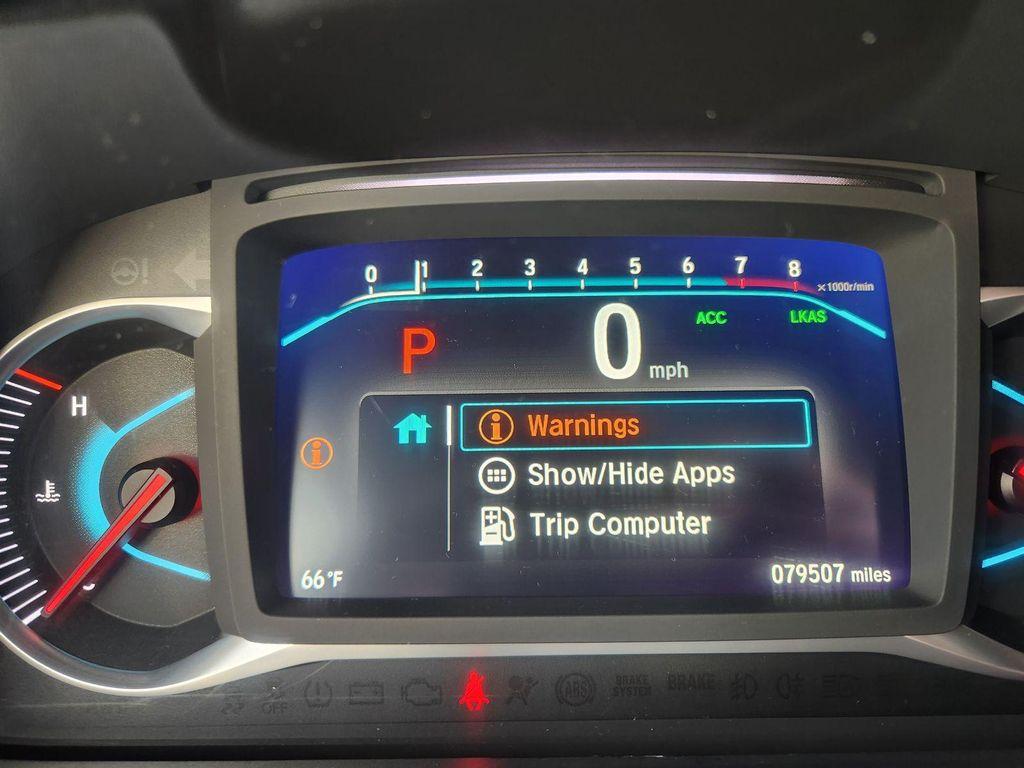 0 1 2 3 4 5 6 7 8 ×1000r/min
P 0 mph ACC LKAS
H
Warnings
Show/Hide Apps
Trip Computer
66°F
079507 miles
OFF ABS BRAKE SYSTEM BRAKE